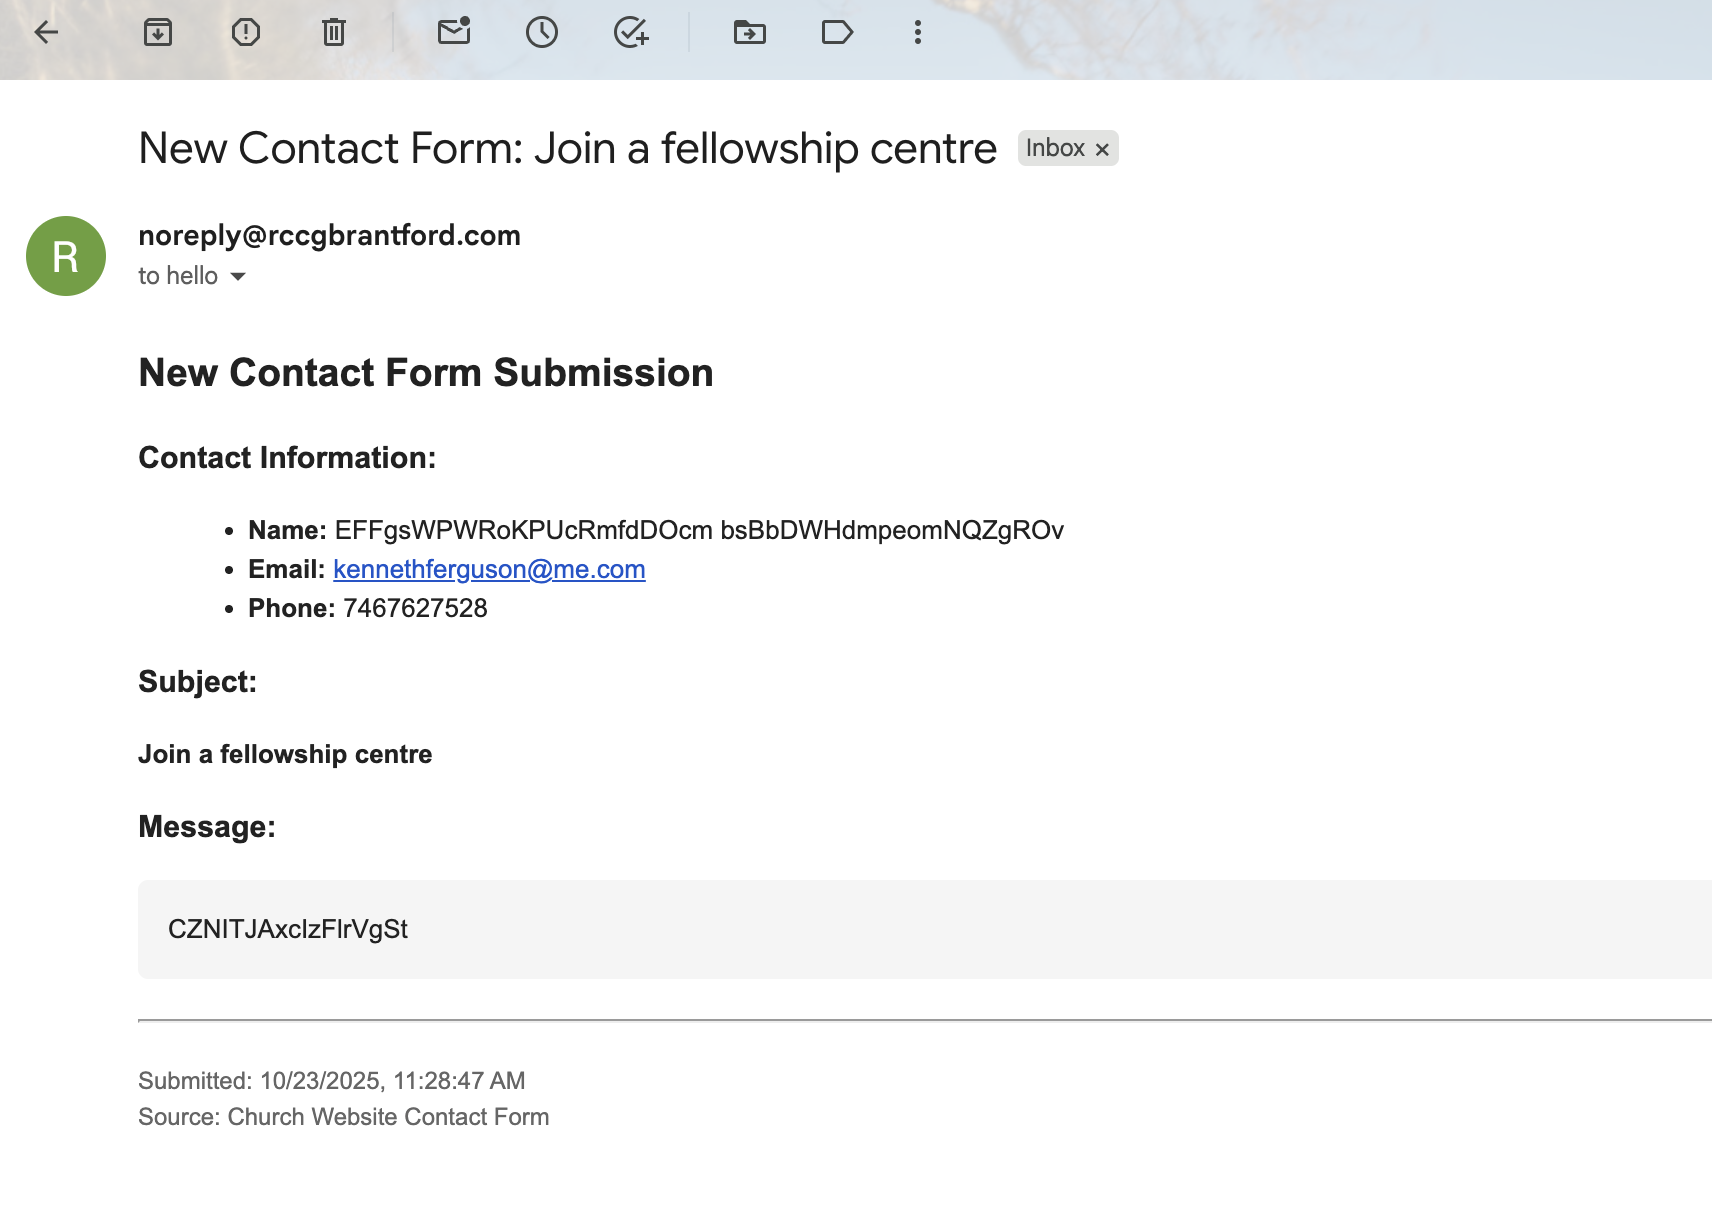 New Contact Form: Join a fellowship centre Inbox x
R
noreply@rccgbrantford.com
to hello
New Contact Form Submission
Contact Information:
• Name: EFFgsWPWRoKPUcRmfdDOcm bsBbDWHdmpeomNQZgROv
• Email: kennethferguson@me.com
• Phone: 7467627528
Subject:
Join a fellowship centre
Message:
CZNITJAxclzFlrVgSt
Submitted: 10/23/2025, 11:28:47 AM
Source: Church Website Contact Form